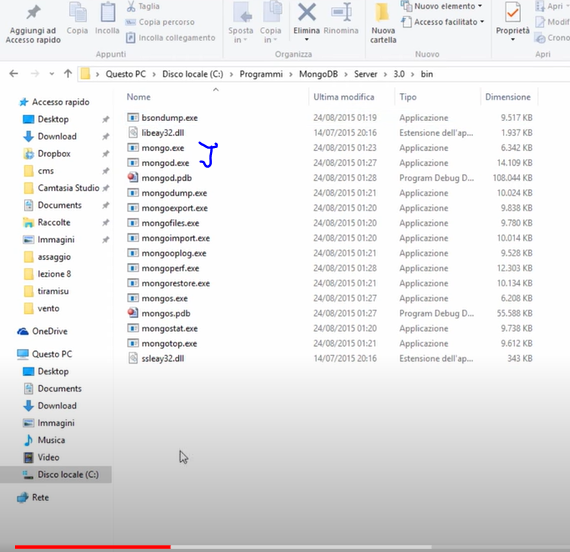 Aggiungi ad
Accesso rapido
Copia
Incolla
Taglia
Copia percorso
Incolla collegamento
Appunti
Sposta
in
Copia
in
Elimina
Rinomina
Organizza
Nuova
cartella
Nuovo elemento
Accesso facilitato
Nuovo
Proprietà
Apri
Modif
Crono
Apri
Questo PC > Disco locale (C:) > Programmi > MongoDB > Server > 3.0 > bin
Nome Ultima modifica Tipo Dimensione
bsondump.exe 24/08/2015 01:19 Applicazione 9.517 KB
libeay32.dll 14/07/2015 20:16 Estensione dell'ap... 1.937 KB
mongo.exe 24/08/2015 01:23 Applicazione 6.342 KB
mongod.exe 24/08/2015 01:27 Applicazione 14.109 KB
mongod.pdb 24/08/2015 01:28 Program Debug D... 108.044 KB
mongodump.exe 24/08/2015 01:21 Applicazione 10.024 KB
mongoexport.exe 24/08/2015 01:20 Applicazione 9.838 KB
mongofiles.exe 24/08/2015 01:20 Applicazione 9.780 KB
mongoimport.exe 24/08/2015 01:20 Applicazione 10.014 KB
mongooplog.exe 24/08/2015 01:21 Applicazione 9.528 KB
mongoperf.exe 24/08/2015 01:28 Applicazione 12.303 KB
mongorestore.exe 24/08/2015 01:21 Applicazione 10.134 KB
mongos.exe 24/08/2015 01:27 Applicazione 6.208 KB
mongos.pdb 24/08/2015 01:27 Program Debug D... 55.588 KB
mongostat.exe 24/08/2015 01:20 Applicazione 9.738 KB
mongotop.exe 24/08/2015 01:21 Applicazione 9.612 KB
ssleay32.dll 14/07/2015 20:16 Estensione dell'ap... 343 KB
Accesso rapido
Desktop
Download
Dropbox
cms
Camtasia Studio
Documents
Raccolte
Immagini
assaggio
lezione 8
tiramisu
vento
OneDrive
Questo PC
Desktop
Documents
Download
Immagini
Musica
Video
Disco locale (C:)
Rete